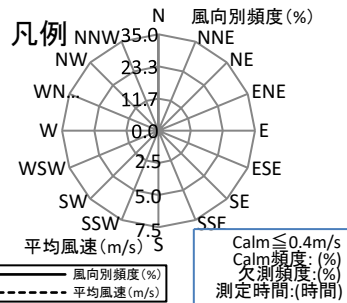 凡例
N
風向別頻度(%)
NNW
35.0
NNE
NW
23.3
NE
WN...
11.7
ENE
W
0.0
E
WSW
2.5
ESE
SW
5.0
SE
SSW
7.5
SSE
平均風速(m/s)
S
風向別頻度(%)
平均風速(m/s)
Calm≦0.4m/s
Calm頻度:(%)
欠測頻度:(%)
測定時間:(時間)